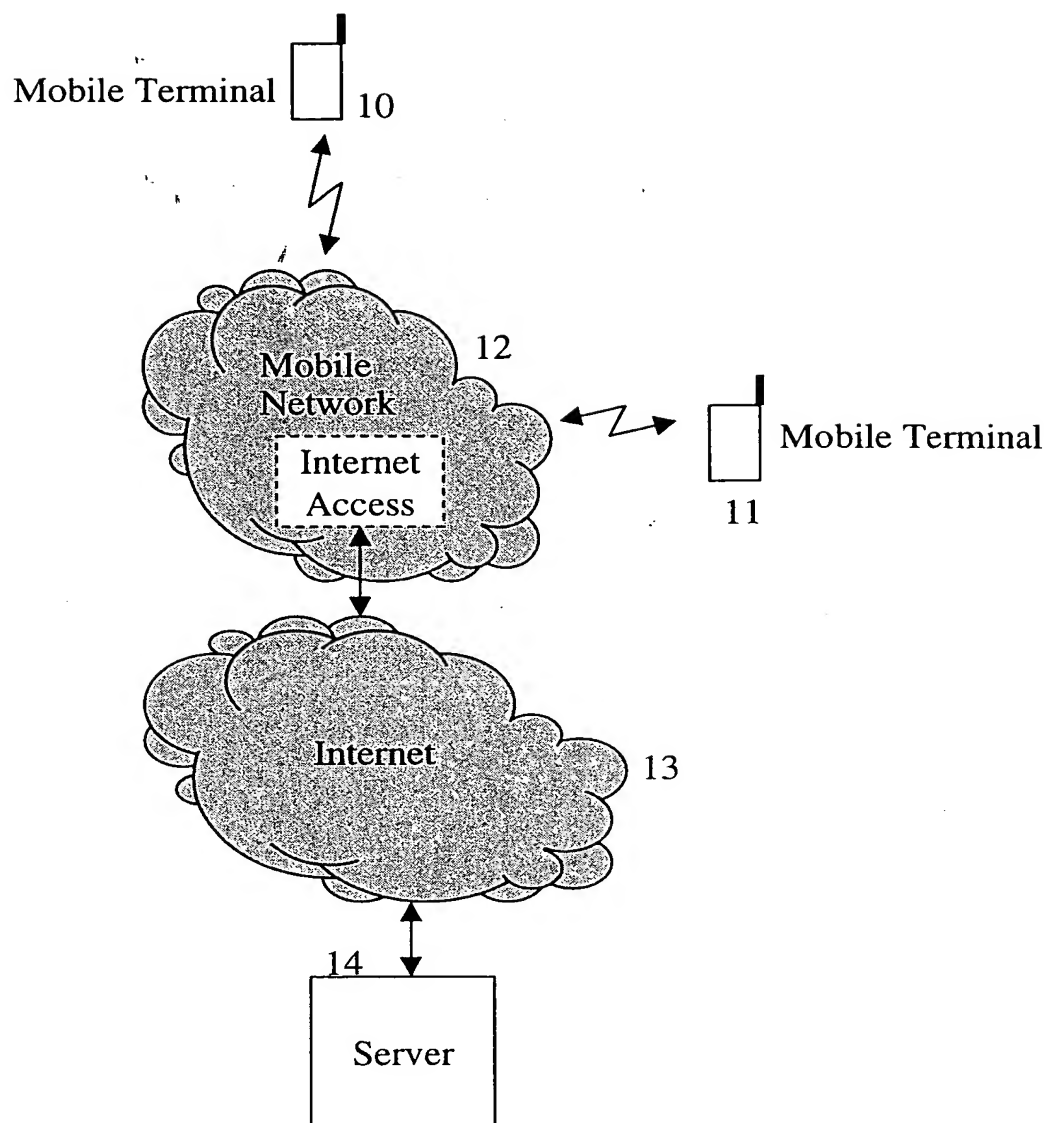 Mobile Terminal
10
12
Mobile
Network
Internet
Access
Mobile Terminal
11
Internet
13
14
Server